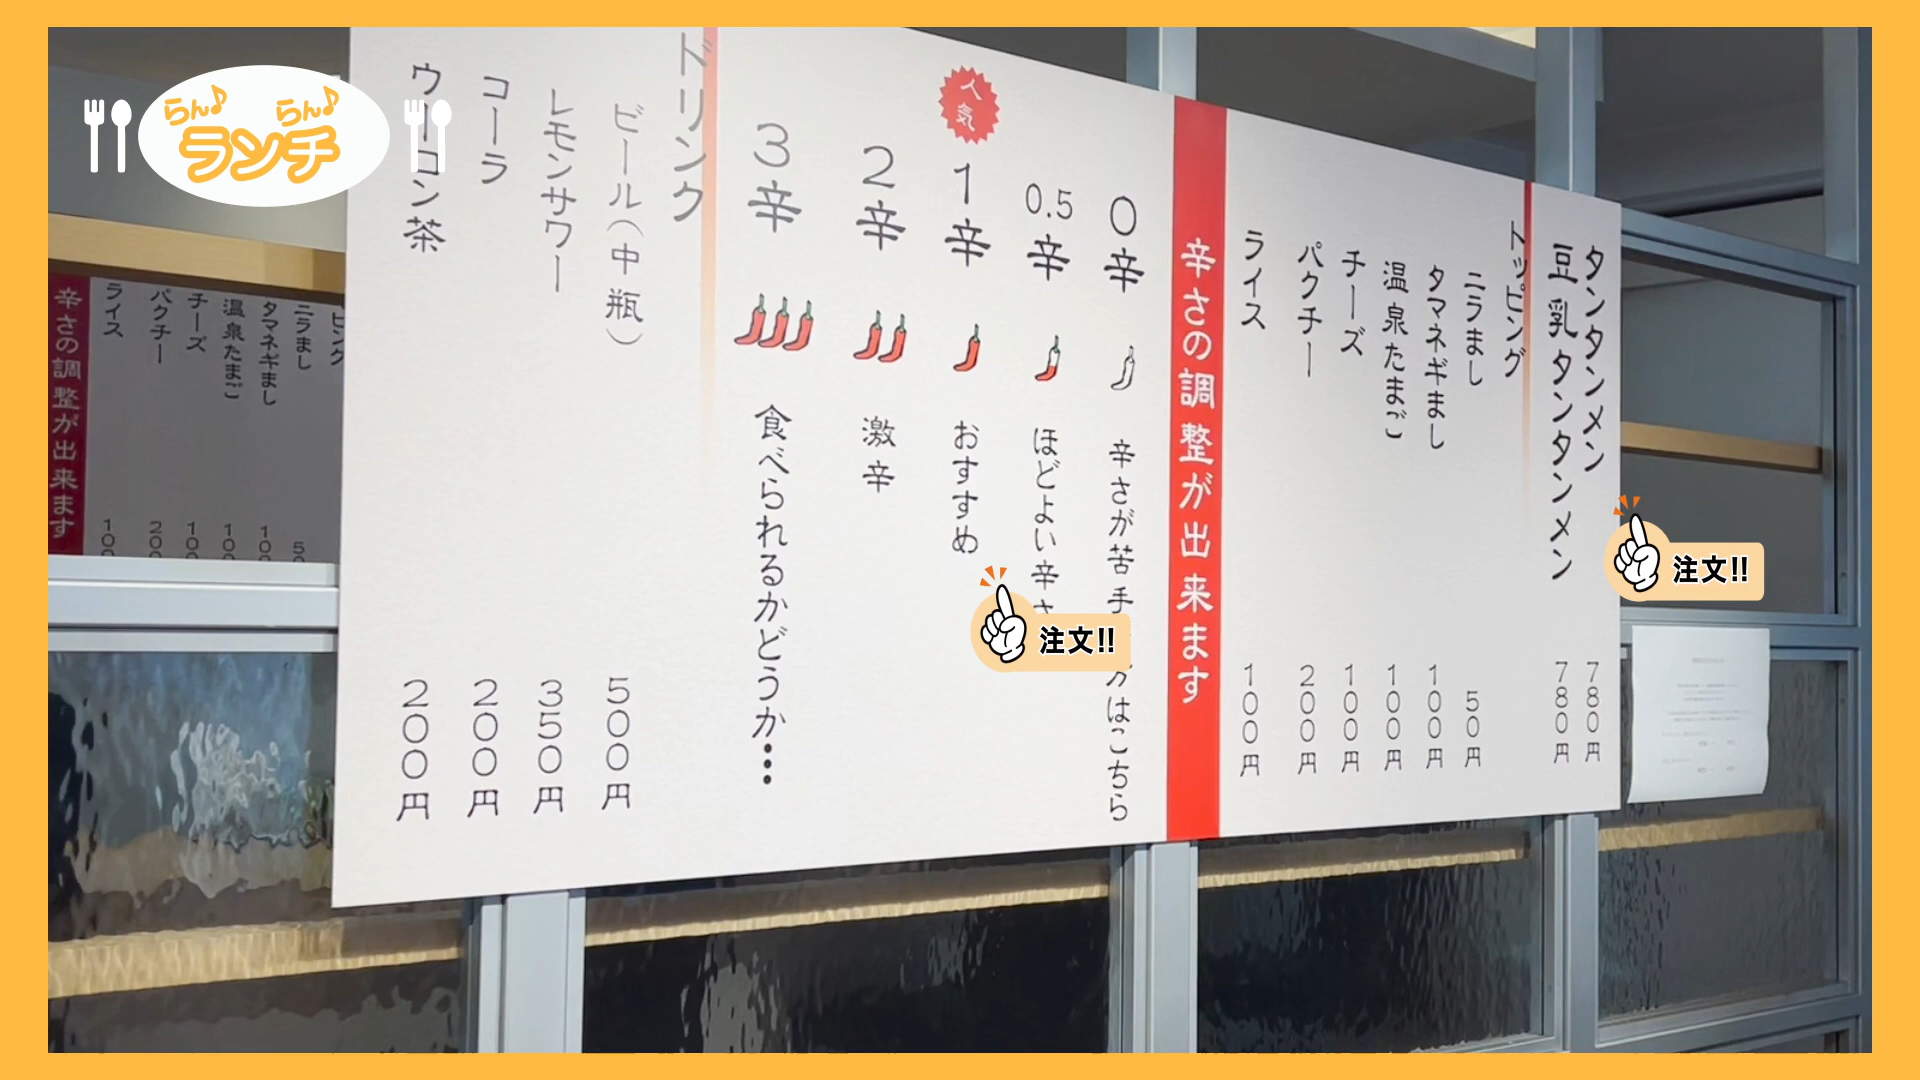 らん♪ らん♪
ランチ
タンタンメン 780円
豆乳タンタンメン 780円
トッピング
ニラまし 50円
タマネギまし 100円
温泉たまご 100円
チーズ 100円
パクチー 200円
ライス 100円
辛さの調整が出来ます
0辛 辛さが苦手 はこちら
0.5辛 ほどよい辛さ
人気
1辛 おすすめ
2辛 激辛
3辛 食べられるかどうか…
ドリンク
ビール(中瓶) 500円
レモンサワー 350円
コーラ 200円
ウーロン茶 200円
注文!!
注文!!
ピング
ニラまし 50
タマネギまし 100
温泉たまご 100
チーズ 100
パクチー 200
ライス 100
辛さの調整が出来ます